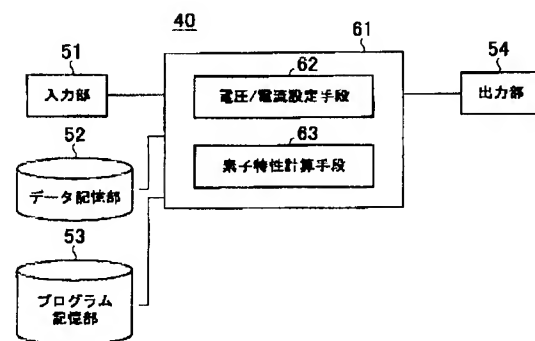 40
61
51
入力部
62
電圧/電流設定手段
54
出力部
52
データ記憶部
63
素子特性計算手段
53
プログラム
記憶部